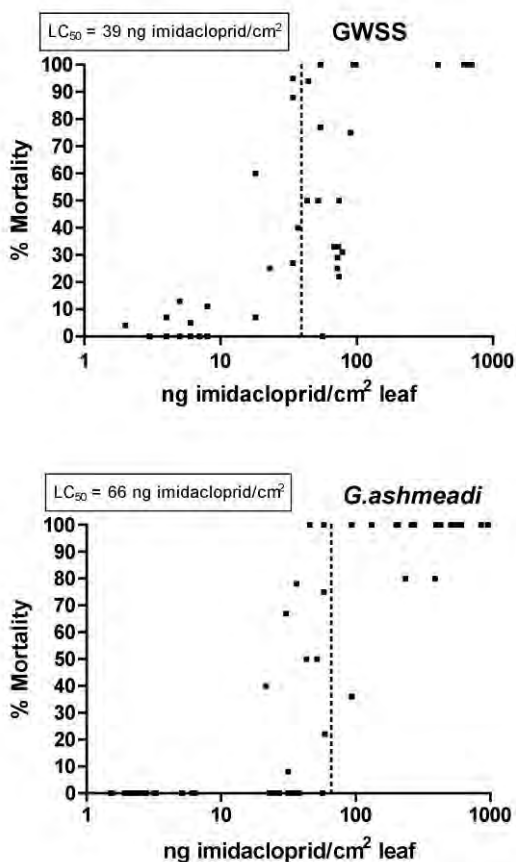 LC50 = 39 ng imidacloprid/cm²
GWSS
100
90
80
70
60
50
40
30
20
10
0
% Mortality
1 10 100 1000
ng imidacloprid/cm² leaf
LC50 = 66 ng imidacloprid/cm²
G.ashmeadi
100
90
80
70
60
50
40
30
20
10
0
% Mortality
1 10 100 1000
ng imidacloprid/cm² leaf